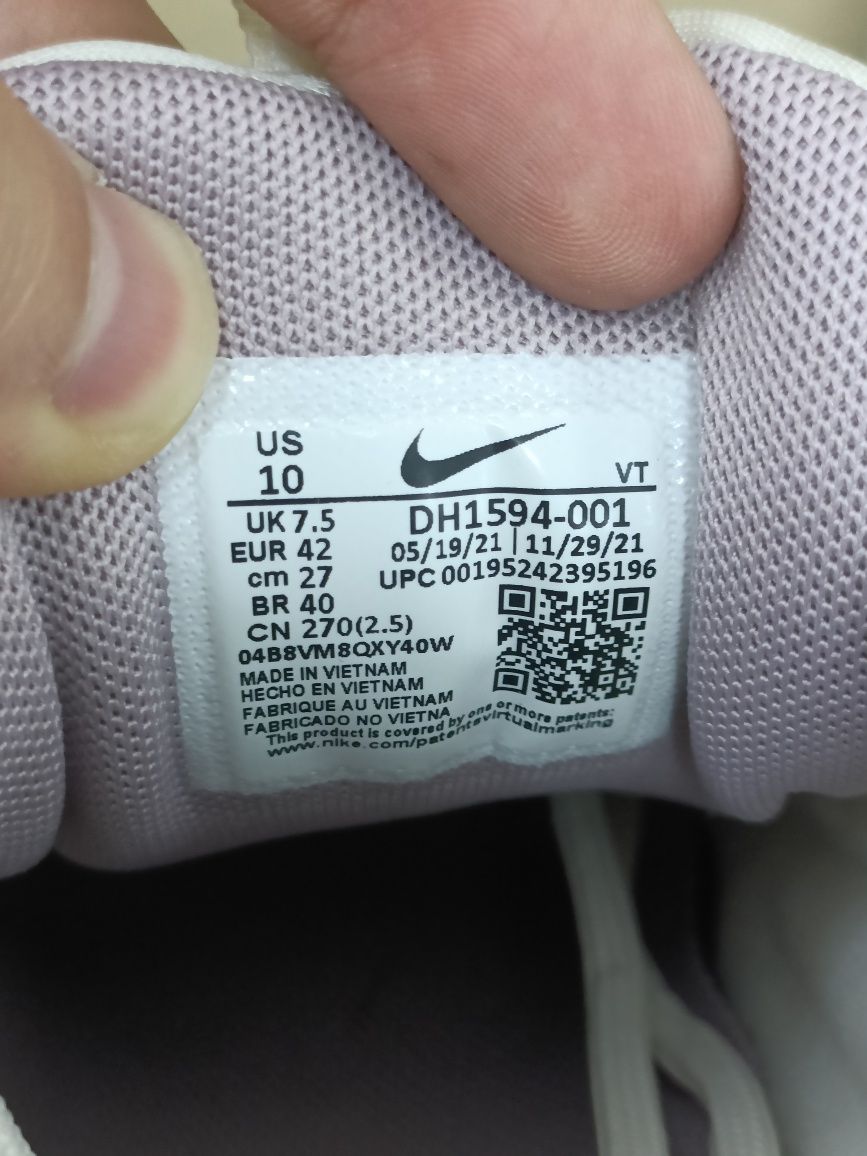 US
10
VT
UK 7.5
DH1594-001
EUR 42
05/19/21 | 11/29/21
cm 27
UPC 00195242395196
BR 40
CN 270(2.5)
04B8VM8QXY40W
MADE IN VIETNAM
HECHO EN VIETNAM
FABRIQUE AU VIETNAM
FABRICADO NO VIETNA
This product is covered by one or more patents:
www.nike.com/patentsvirtualmarking